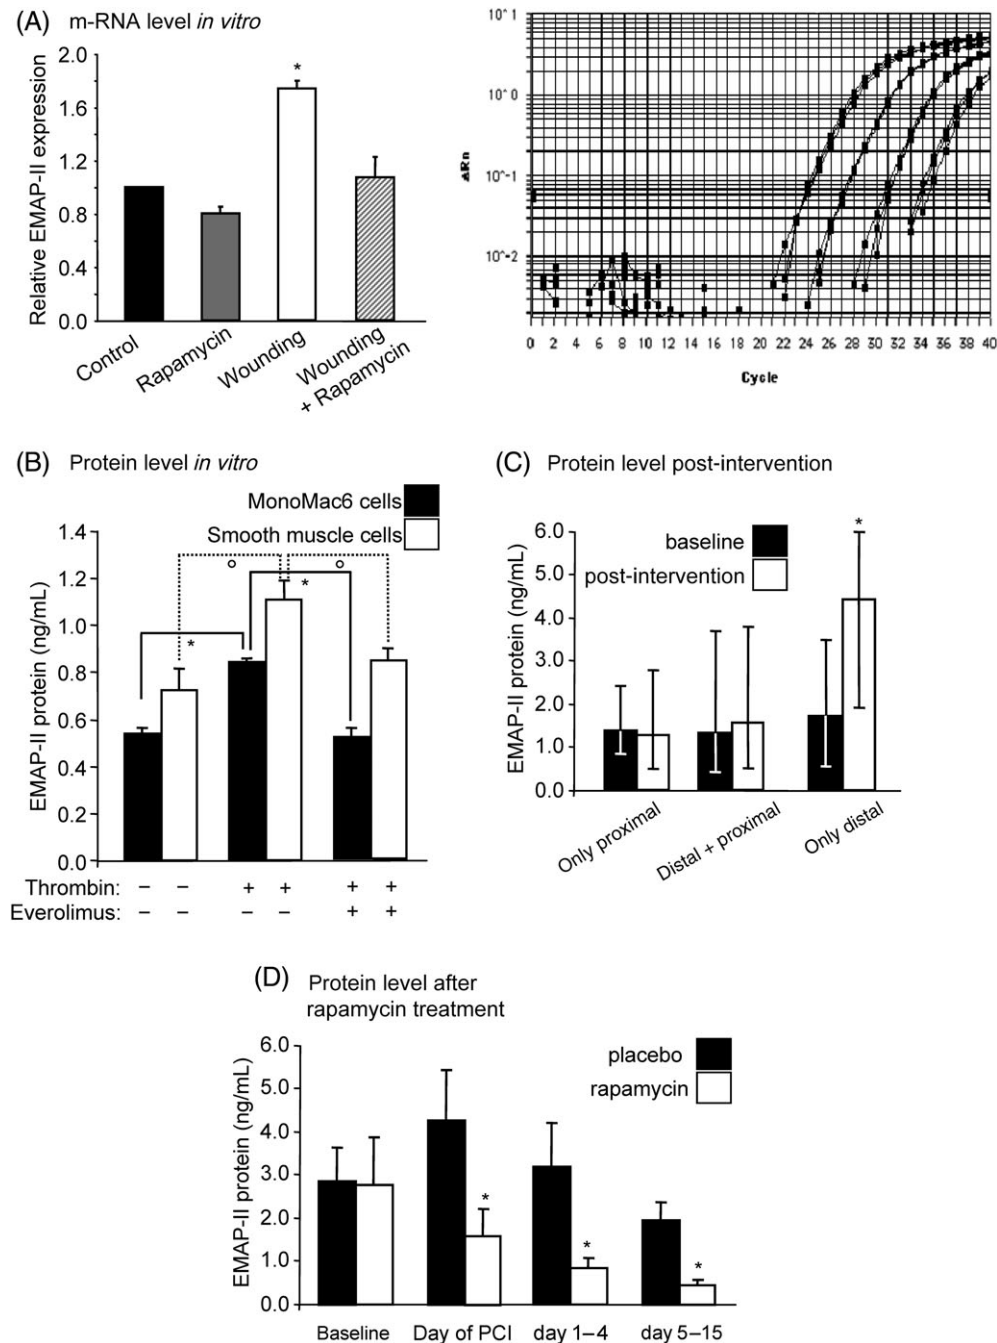 (A) m-RNA level in vitro
Relative EMAP-II expression
2.0
1.6
1.2
0.8
0.4
0.0
*
Control
Rapamycin
Wounding
Wounding
+ Rapamycin
ΔRn
10^1
10^0
10^-1
10^-2
0 2 4 6 8 10 12 14 16 18 20 22 24 26 28 30 32 34 36 38 40
Cycle
(B) Protein level in vitro
MonoMac6 cells
Smooth muscle cells
EMAP-II protein (ng/mL)
1.4
1.2
1.0
0.8
0.6
0.4
0.2
0.0
* *
Thrombin: – – + + + +
Everolimus: – – – – + +
(C) Protein level post-intervention
baseline
post-intervention
EMAP-II protein (ng/mL)
6.0
5.0
4.0
3.0
2.0
1.0
0.0
*
Only proximal
Distal + proximal
Only distal
(D) Protein level after
rapamycin treatment
placebo
rapamycin
EMAP-II protein (ng/mL)
6.0
5.0
4.0
3.0
2.0
1.0
0.0
* * *
Baseline Day of PCI day 1–4 day 5–15